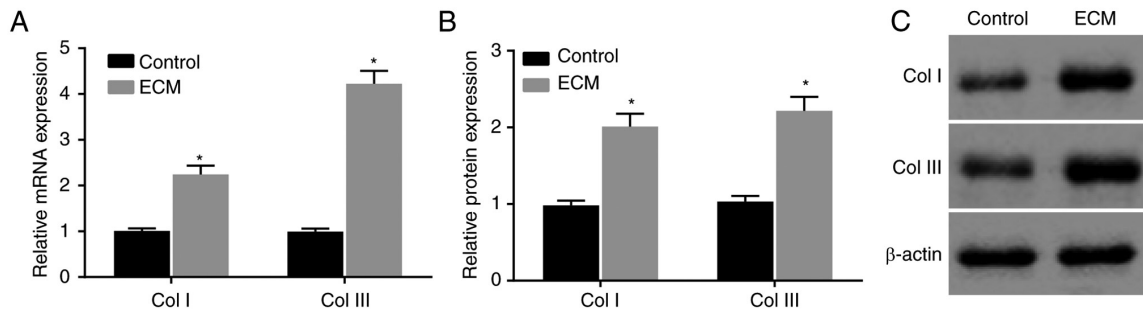 A
Relative mRNA expression
5
4
3
2
1
0
Control
ECM
*
*
Col I
Col III
B
Relative protein expression
3
2
1
0
Control
ECM
*
*
Col I
Col III
C
Control
ECM
Col I
Col III
β-actin